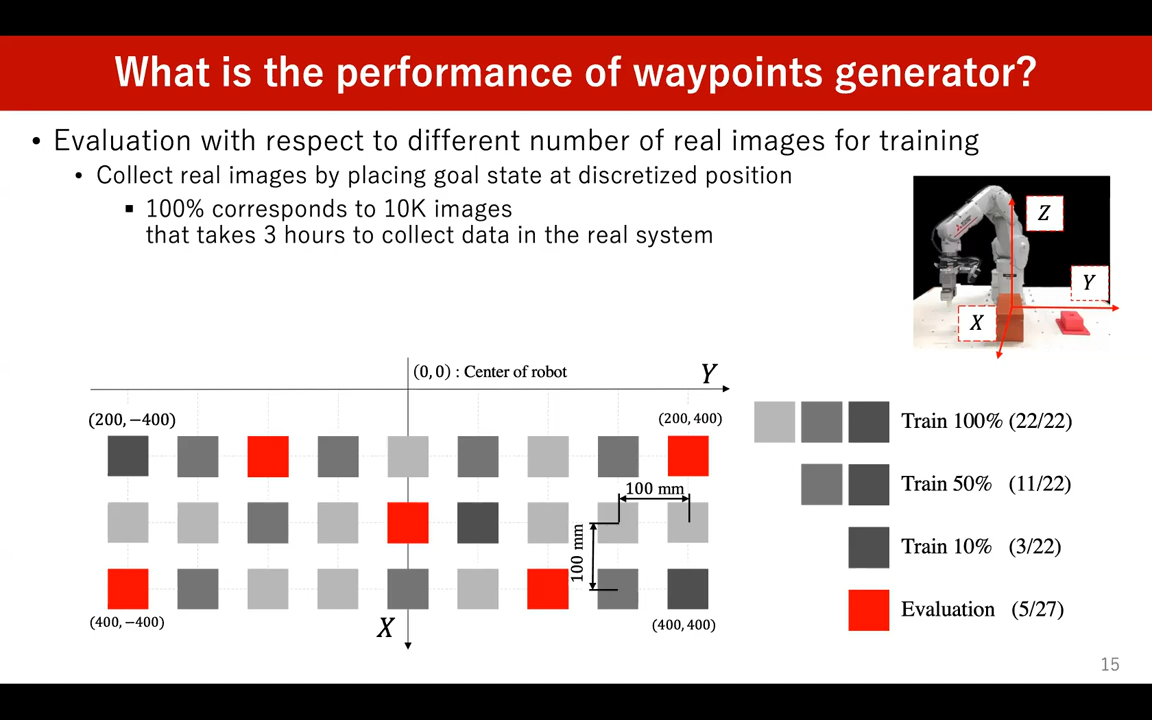 What is the performance of waypoints generator?
• Evaluation with respect to different number of real images for training
• Collect real images by placing goal state at discretized position
▪ 100% corresponds to 10K images
that takes 3 hours to collect data in the real system
Z
Y
X
(0, 0) : Center of robot
Y
(200, −400)
(200, 400)
100 mm
100 mm
(400, −400)
X
(400, 400)
Train 100% (22/22)
Train 50% (11/22)
Train 10% (3/22)
Evaluation (5/27)
15